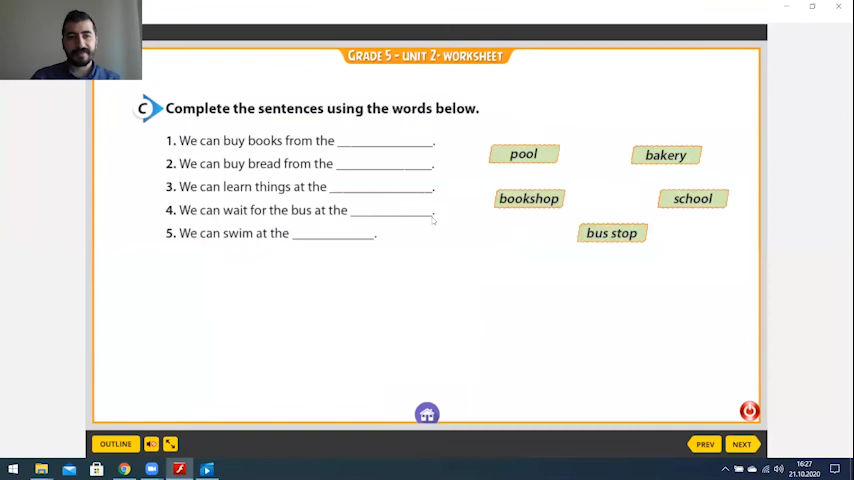 GRADE 5 - UNIT 2- WORKSHEET
C Complete the sentences using the words below.
1. We can buy books from the _______________.
2. We can buy bread from the _______________.
3. We can learn things at the _______________.
4. We can wait for the bus at the ____________.
5. We can swim at the ____________.
pool
bakery
bookshop
school
bus stop
OUTLINE
PREV
NEXT
16:27
21.10.2020